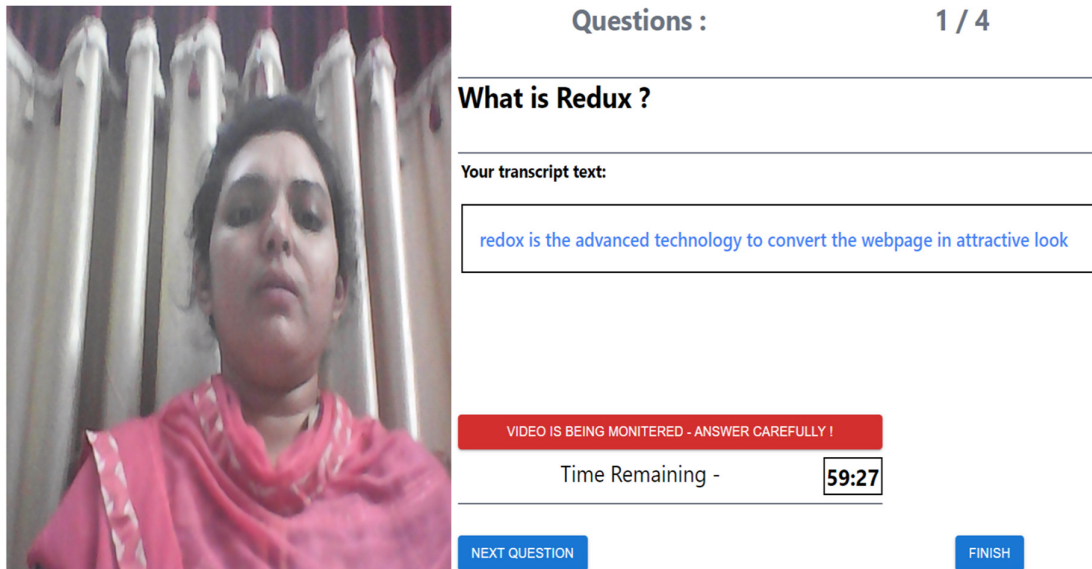 Questions : 1 / 4
What is Redux ?
Your transcript text:
redox is the advanced technology to convert the webpage in attractive look
VIDEO IS BEING MONITERED - ANSWER CAREFULLY !
Time Remaining - 59:27
NEXT QUESTION FINISH